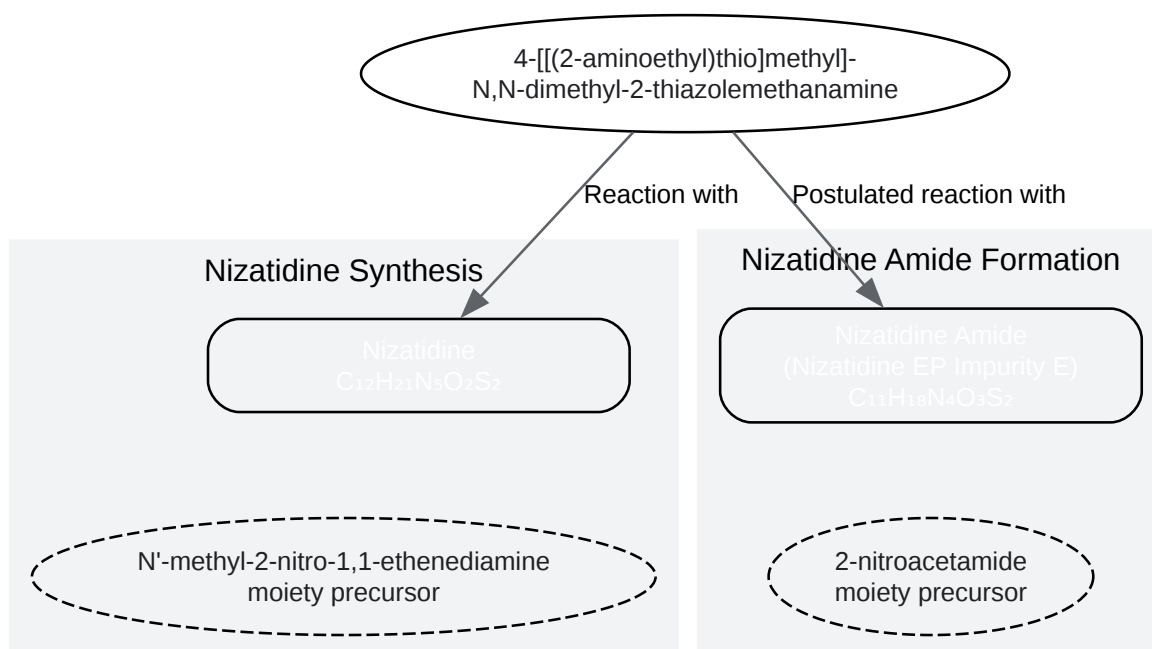 4-[[(2-aminoethyl)thio]methyl]-
N,N-dimethyl-2-thiazolemethanamine
Reaction with
Postulated reaction with
Nizatidine Synthesis
Nizatidine Amide Formation
Nizatidine
C₁₂H₂₁N₅O₂S₂
Nizatidine Amide
(Nizatidine EP Impurity E)
C₁₁H₁₈N₄O₃S₂
N'-methyl-2-nitro-1,1-ethenediamine
moiety precursor
2-nitroacetamide
moiety precursor